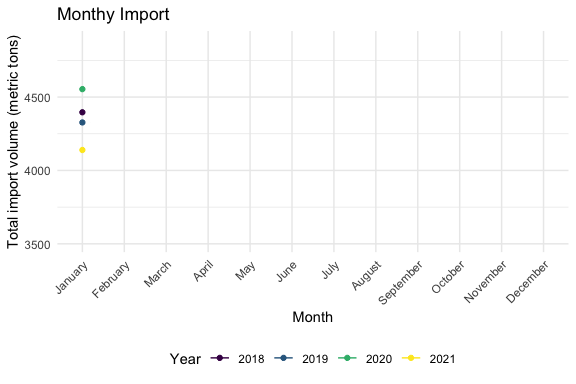 Monthy Import
Total import volume (metric tons)
4500
4000
3500
January
February
March
April
May
June
July
August
September
October
November
December
Month
Year 2018 2019 2020 2021